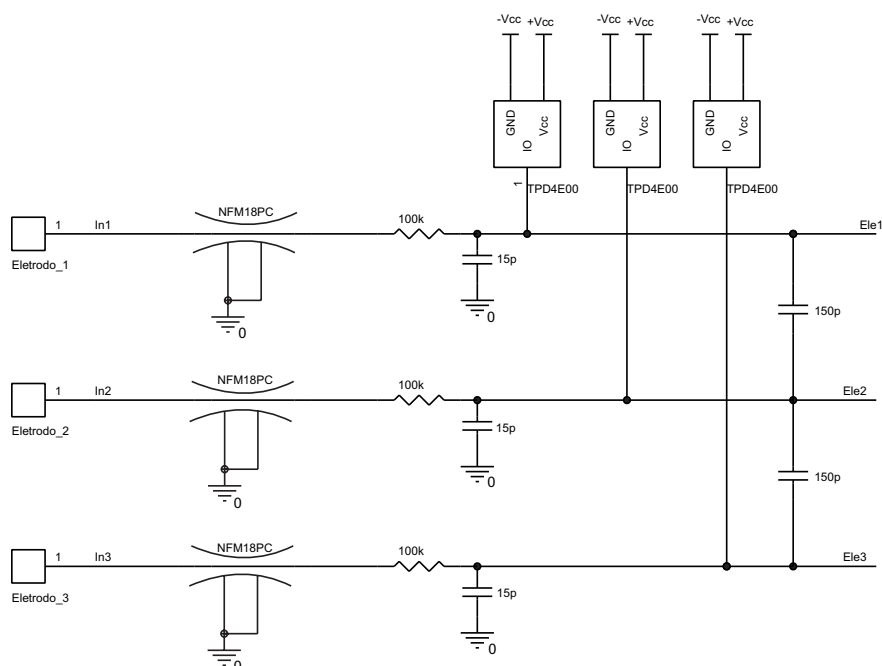 -Vcc +Vcc -Vcc +Vcc -Vcc +Vcc
GND IO Vcc GND IO Vcc GND IO Vcc
1 TPD4E00 TPD4E00 TPD4E00
1 In1 NFM18PC 100k Ele1
Eletrodo_1
15p
0
0
150p
1 In2 NFM18PC 100k Ele2
Eletrodo_2
15p
0
0
150p
1 In3 NFM18PC 100k Ele3
Eletrodo_3
15p
0
0